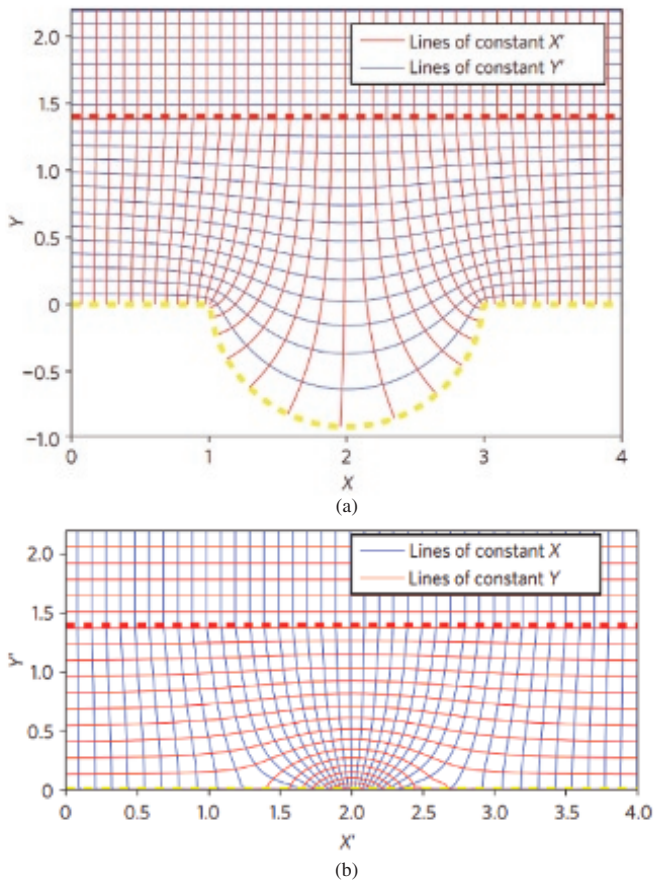 2.0
1.5
1.0
0.5
0
−0.5
−1.0
Y
Lines of constant X'
Lines of constant Y'
0 1 2 3 4
X
(a)
2.0
1.5
1.0
0.5
0
Y'
Lines of constant X
Lines of constant Y
0 0.5 1.0 1.5 2.0 2.5 3.0 3.5 4.0
X'
(b)